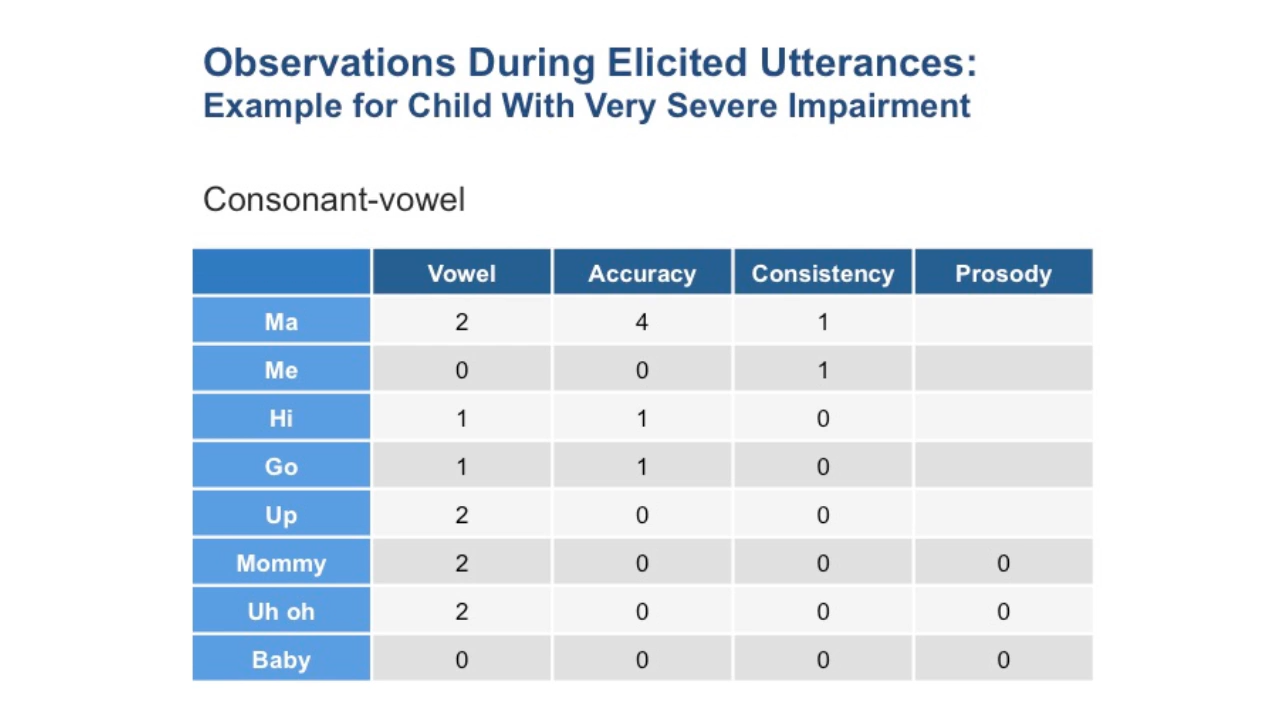 Observations During Elicited Utterances:
Example for Child With Very Severe Impairment
Consonant-vowel
Vowel Accuracy Consistency Prosody
Ma 2 4 1
Me 0 0 1
Hi 1 1 0
Go 1 1 0
Up 2 0 0
Mommy 2 0 0 0
Uh oh 2 0 0 0
Baby 0 0 0 0